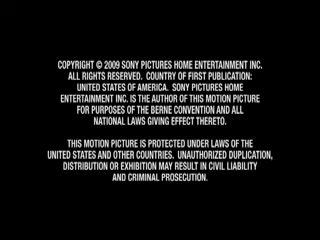 COPYRIGHT © 2009 SONY PICTURES HOME ENTERTAINMENT INC.
ALL RIGHTS RESERVED. COUNTRY OF FIRST PUBLICATION:
UNITED STATES OF AMERICA. SONY PICTURES HOME
ENTERTAINMENT INC. IS THE AUTHOR OF THIS MOTION PICTURE
FOR PURPOSES OF THE BERNE CONVENTION AND ALL
NATIONAL LAWS GIVING EFFECT THERETO.
THIS MOTION PICTURE IS PROTECTED UNDER LAWS OF THE
UNITED STATES AND OTHER COUNTRIES. UNAUTHORIZED DUPLICATION,
DISTRIBUTION OR EXHIBITION MAY RESULT IN CIVIL LIABILITY
AND CRIMINAL PROSECUTION.